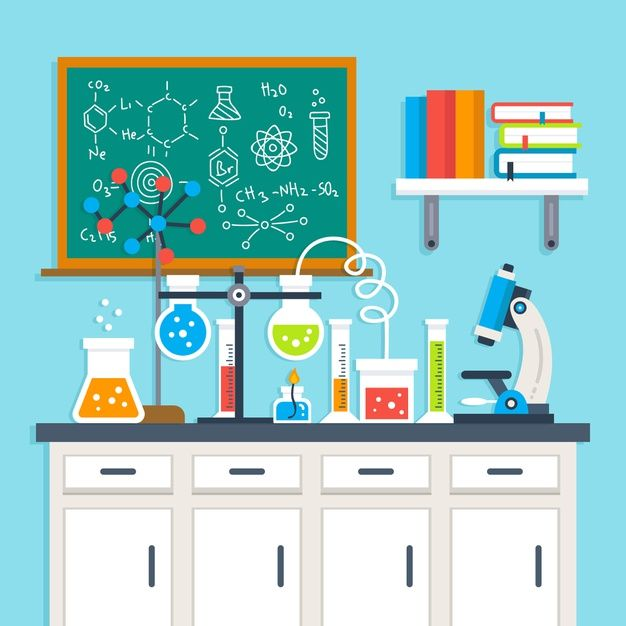 CO₂
Li
H₂O
O₂
He
Ne
Br
O₃
CH₃-NH₂-SO₂
C₂H5
H